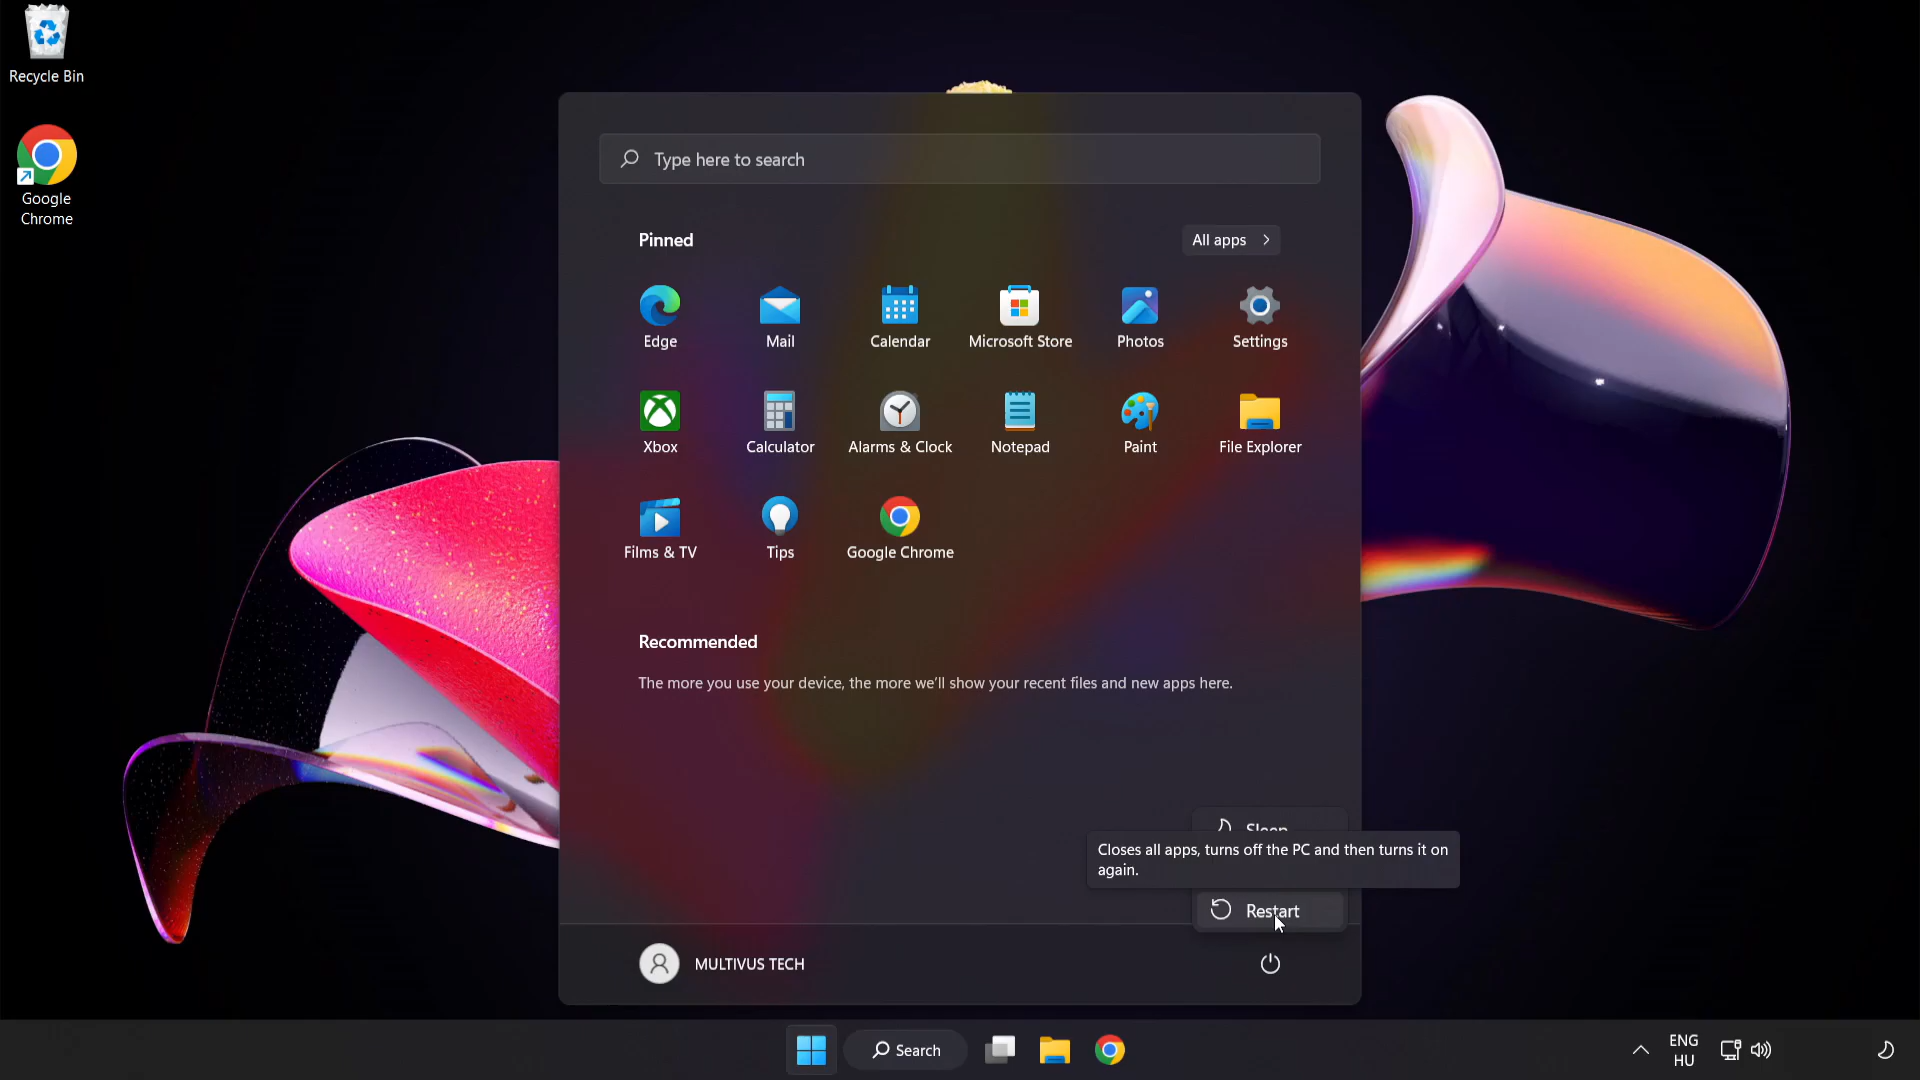 Recycle Bin
Google
Chrome
Type here to search
Pinned
All apps
Edge
Mail
Calendar
Microsoft Store
Photos
Settings
Xbox
Calculator
Alarms & Clock
Notepad
Paint
File Explorer
Films & TV
Tips
Google Chrome
Recommended
The more you use your device, the more we'll show your recent files and new apps here.
Sleep
Closes all apps, turns off the PC and then turns it on
again.
Restart
MULTIVUS TECH
Search
ENG
HU